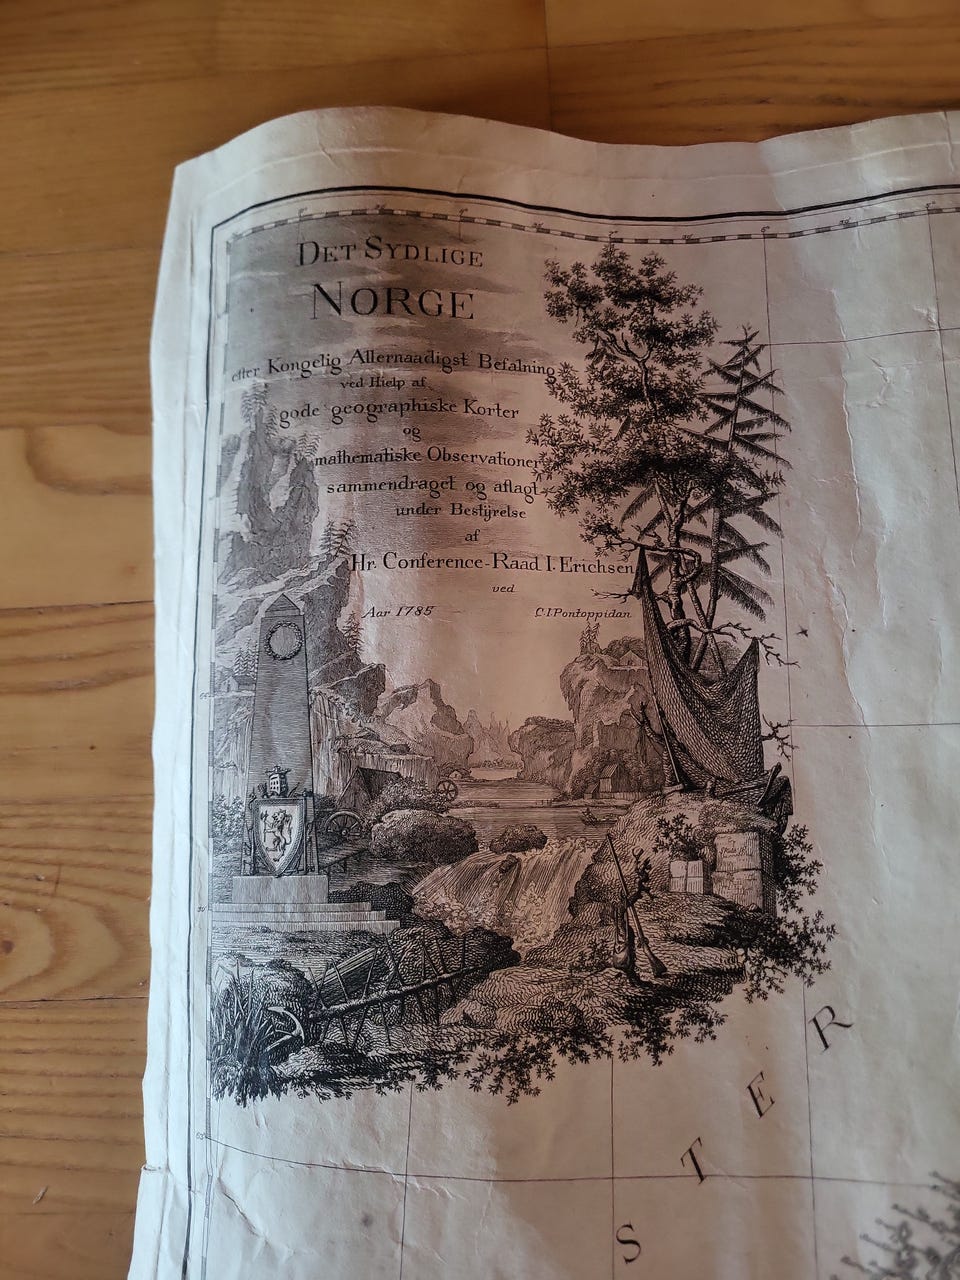 DET SYDLIGE
NORGE
efter Kongelig Allernaadigst Befalning
ved Hielp af
gode geographiske Korter
og
mathematiske Observationer
sammendraget og aflagt
under Bestÿrelse
af
Hr. Conference-Raad I. Erichsen
ved
Aar 1785 C.I. Pontoppidan
S T E R